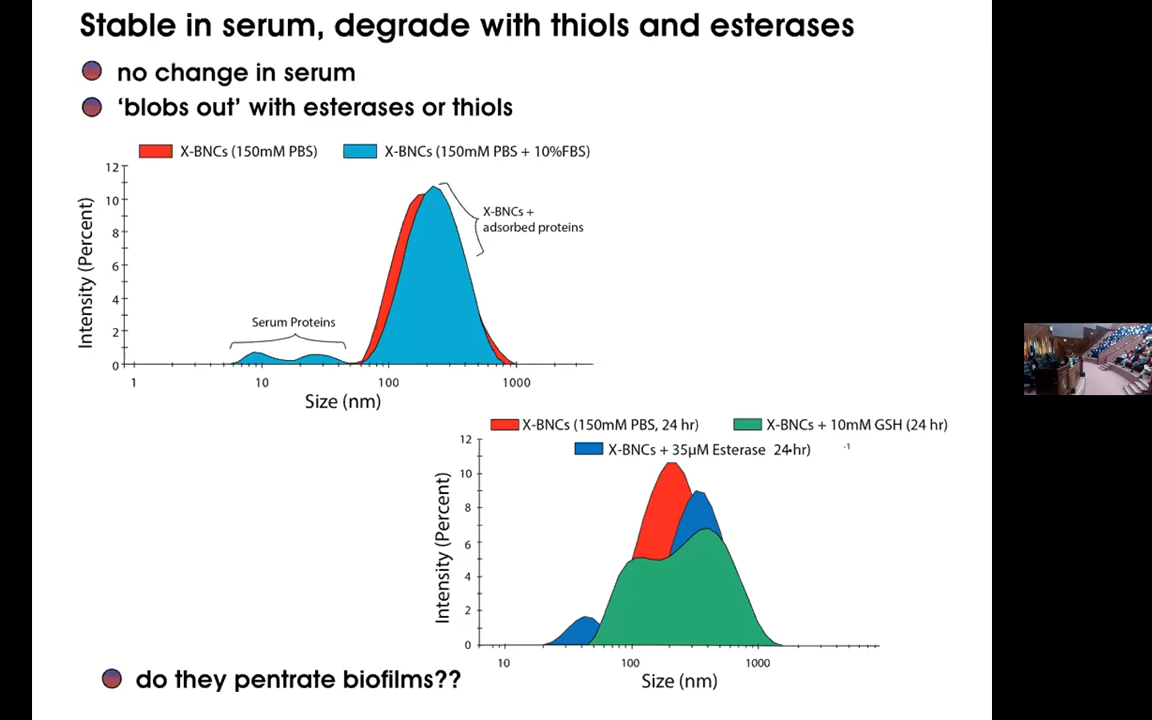 Stable in serum, degrade with thiols and esterases
no change in serum
‘blobs out’ with esterases or thiols
X-BNCs (150mM PBS) X-BNCs (150mM PBS + 10%FBS)
12
10
8
6
4
2
0
Intensity (Percent)
X-BNCs +
adsorbed proteins
Serum Proteins
1 10 100 1000
Size (nm)
X-BNCs (150mM PBS, 24 hr) X-BNCs + 10mM GSH (24 hr)
X-BNCs + 35µM Esterase 24•hr) -1
12
10
8
6
4
2
0
Intensity (Percent)
10 100 1000
Size (nm)
do they pentrate biofilms??